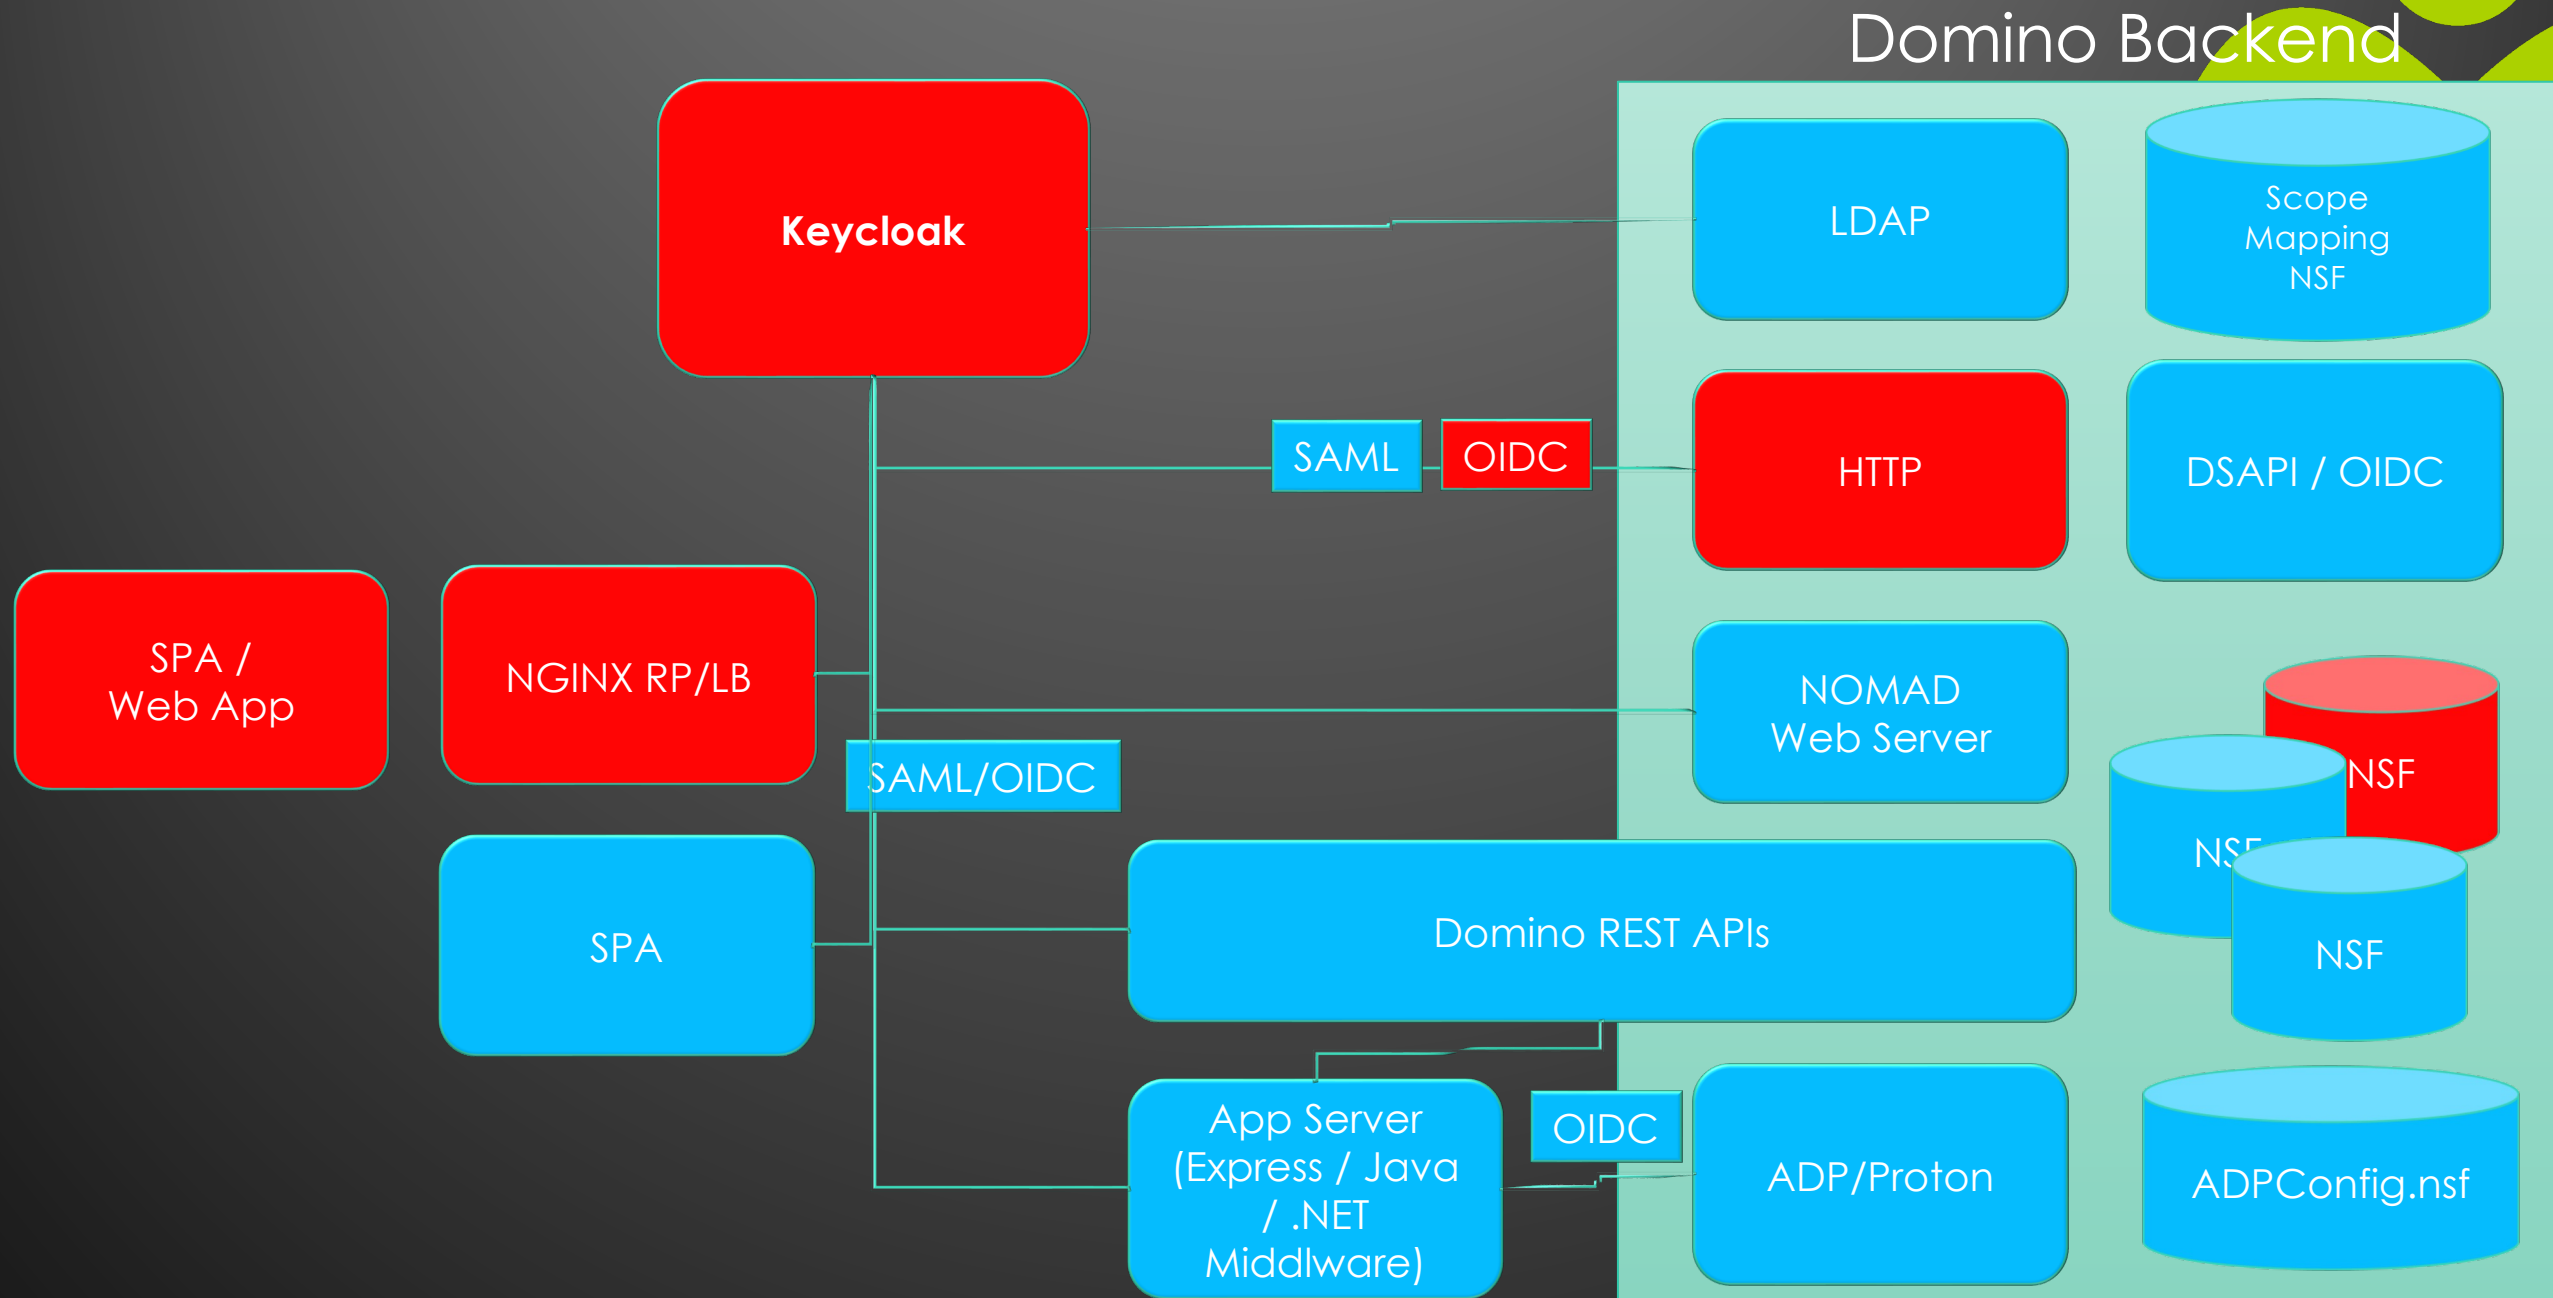 Domino Backend
Keycloak
LDAP
Scope
Mapping
NSF
SAML
OIDC
HTTP
DSAPI / OIDC
SPA /
Web App
NGINX RP/LB
NOMAD
Web Server
NSF
SAML/OIDC
NSF
SPA
Domino REST APIs
NSF
App Server
(Express / Java
/ .NET
Middlware)
OIDC
ADP/Proton
ADPConfig.nsf